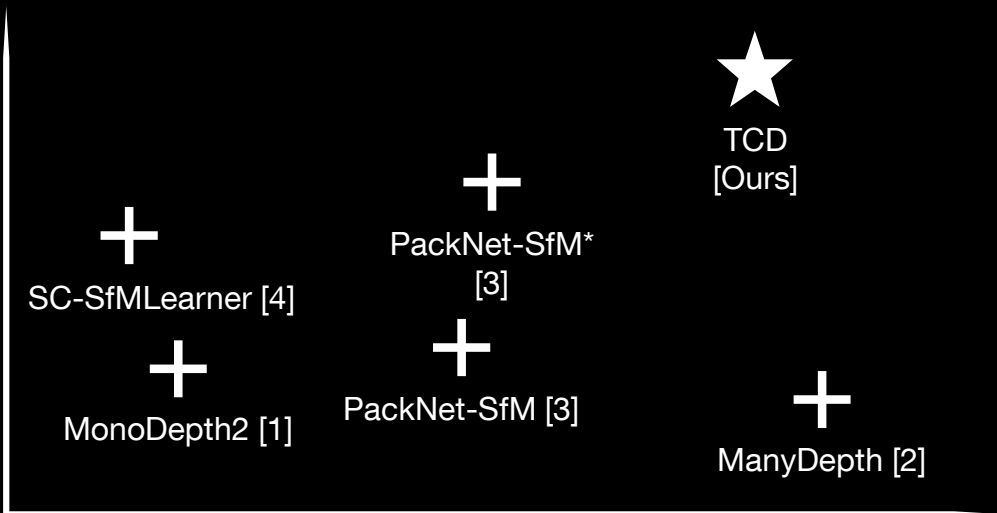 TCD
[Ours]
PackNet-SfM*
[3]
SC-SfMLearner [4]
PackNet-SfM [3]
MonoDepth2 [1]
ManyDepth [2]